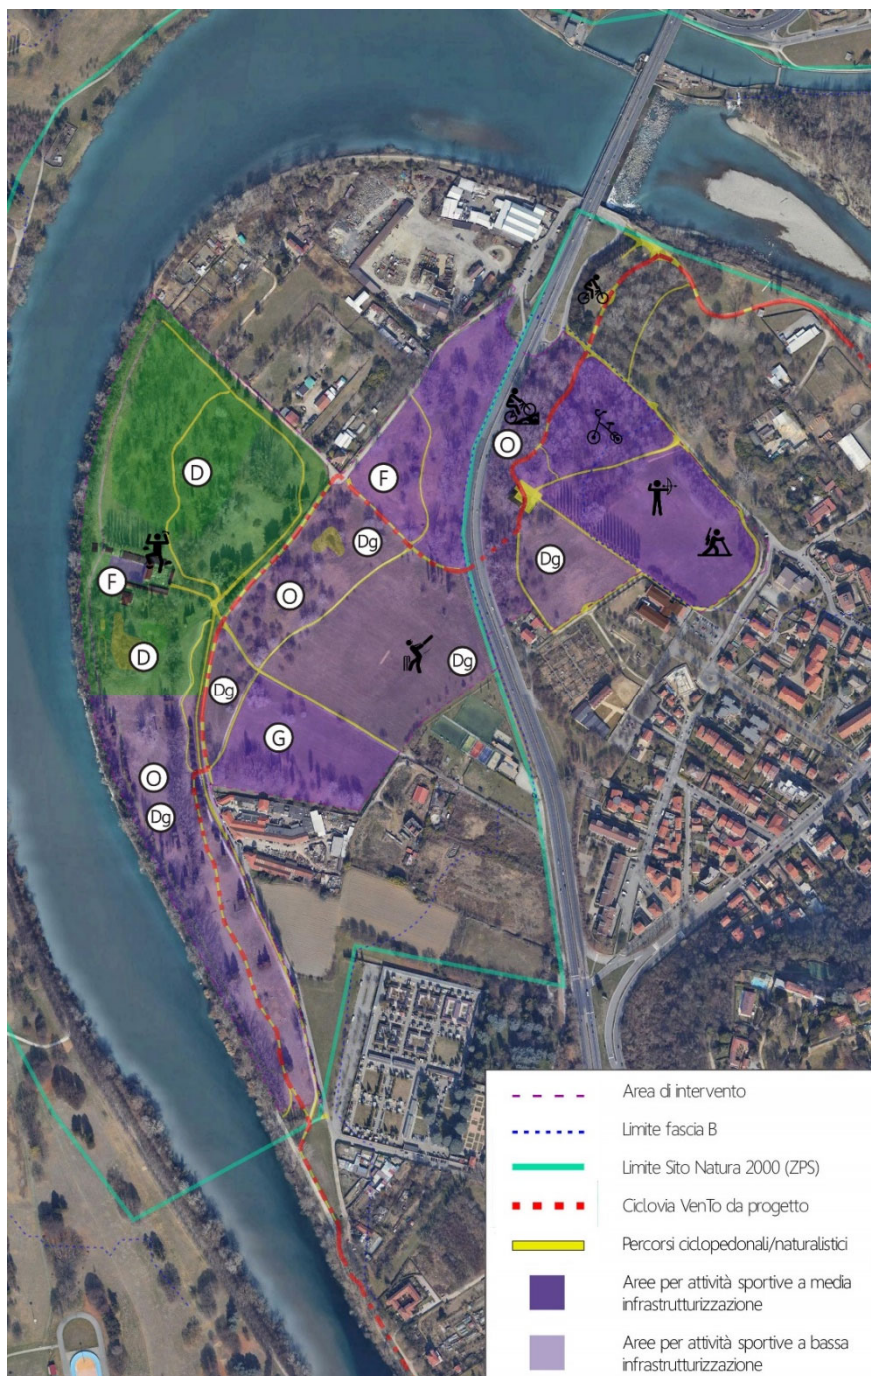 O
D
F
Dg
Dg
F
O
D
Dg
Dg
G
O
Dg
Area di intervento
Limite fascia B
Limite Sito Natura 2000 (ZPS)
Ciclovia VenTo da progetto
Percorsi ciclopedonali/naturalistici
Aree per attività sportive a media
infrastrutturizzazione
Aree per attività sportive a bassa
infrastrutturizzazione